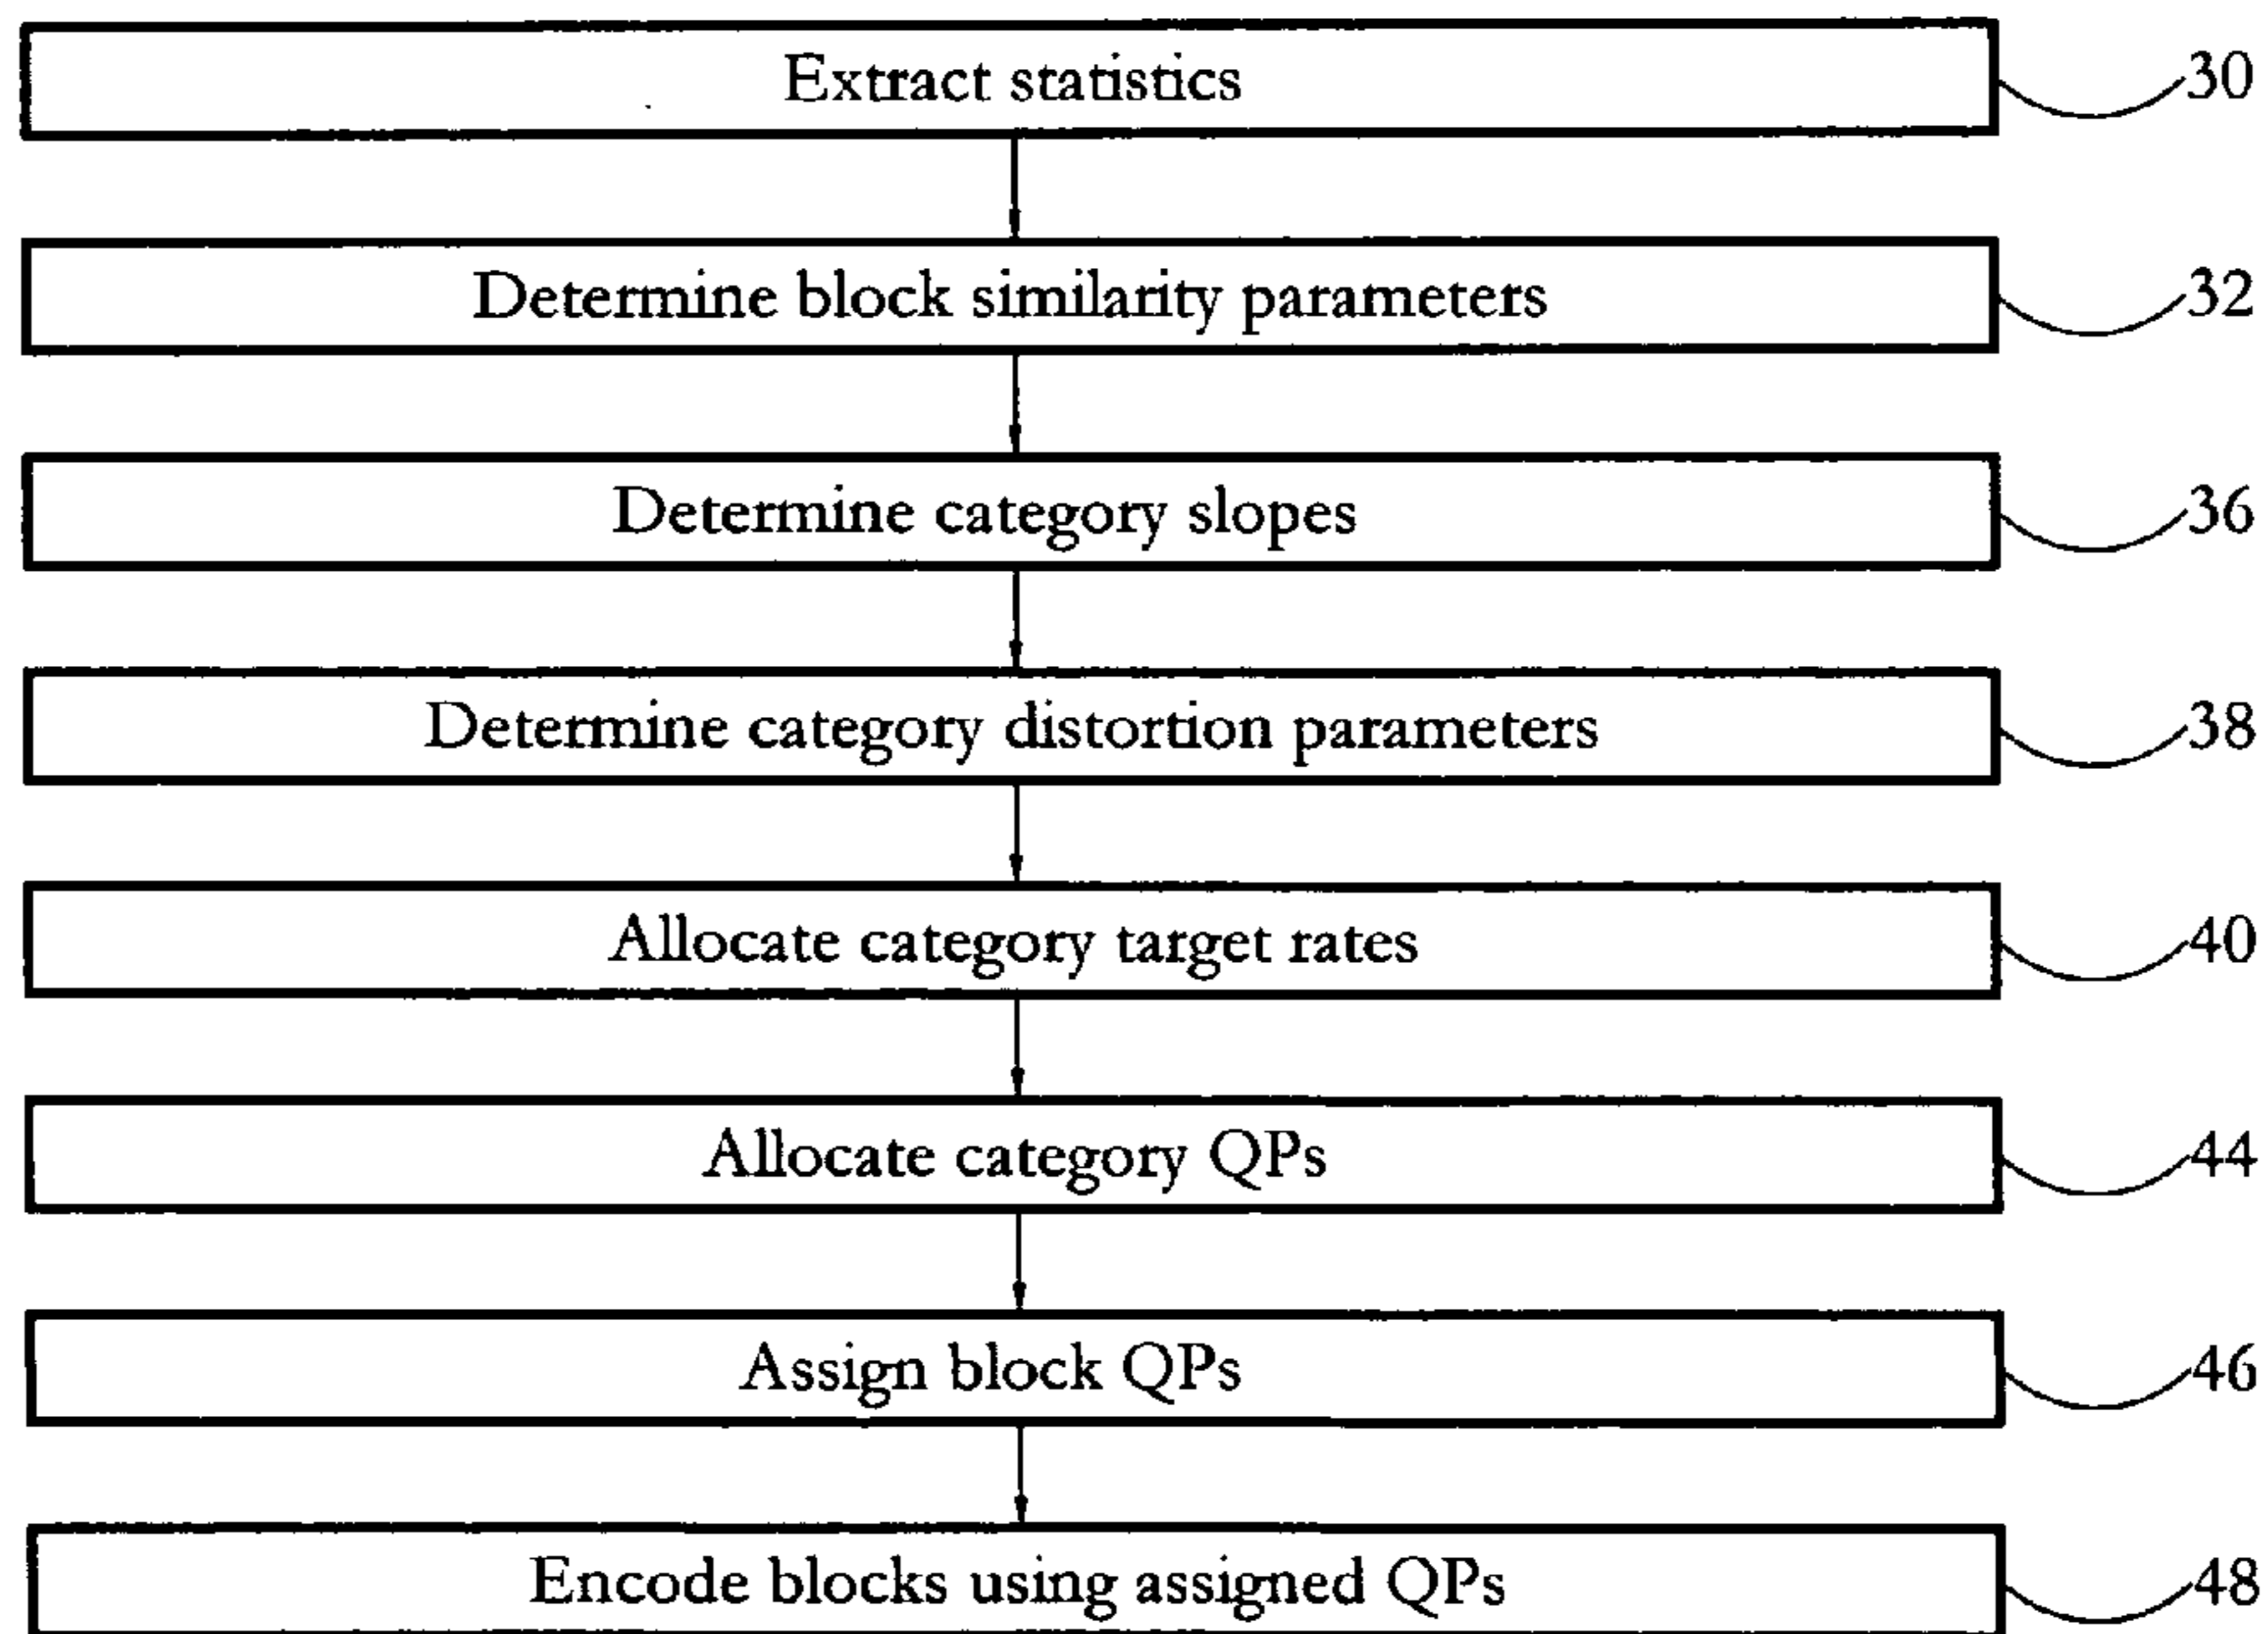 Extract statistics 30
Determine block similarity parameters 32
Determine category slopes 36
Determine category distortion parameters 38
Allocate category target rates 40
Allocate category QPs 44
Assign block QPs 46
Encode blocks using assigned QPs 48